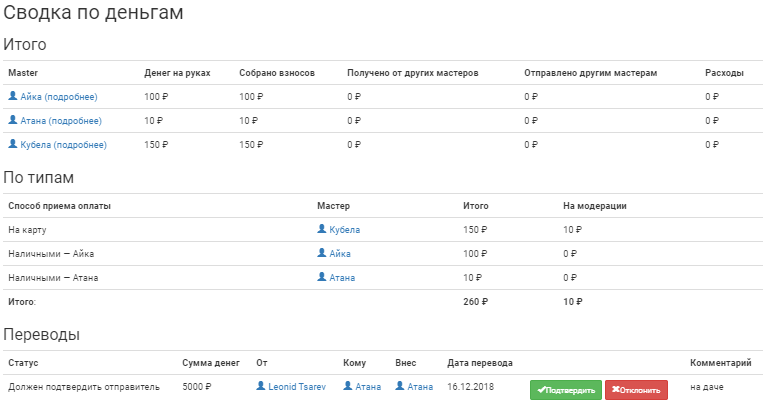 Сводка по деньгам
Итого
Master Денег на руках Собрано взносов Получено от других мастеров Отправлено другим мастерам Расходы
Айка (подробнее) 100 ₽ 100 ₽ 0 ₽ 0 ₽ 0 ₽
Атана (подробнее) 10 ₽ 10 ₽ 0 ₽ 0 ₽ 0 ₽
Кубела (подробнее) 150 ₽ 150 ₽ 0 ₽ 0 ₽ 0 ₽
По типам
Способ приема оплаты Мастер Итого На модерации
На карту Кубела 150 ₽ 10 ₽
Наличными — Айка Айка 100 ₽ 0 ₽
Наличными — Атана Атана 10 ₽ 0 ₽
Итого: 260 ₽ 10 ₽
Переводы
Статус Сумма денег От Кому Внес Дата перевода Комментарий
Должен подтвердить отправитель 5000 ₽ Leonid Tsarev Атана Атана 16.12.2018 Подтвердить Отклонить на даче